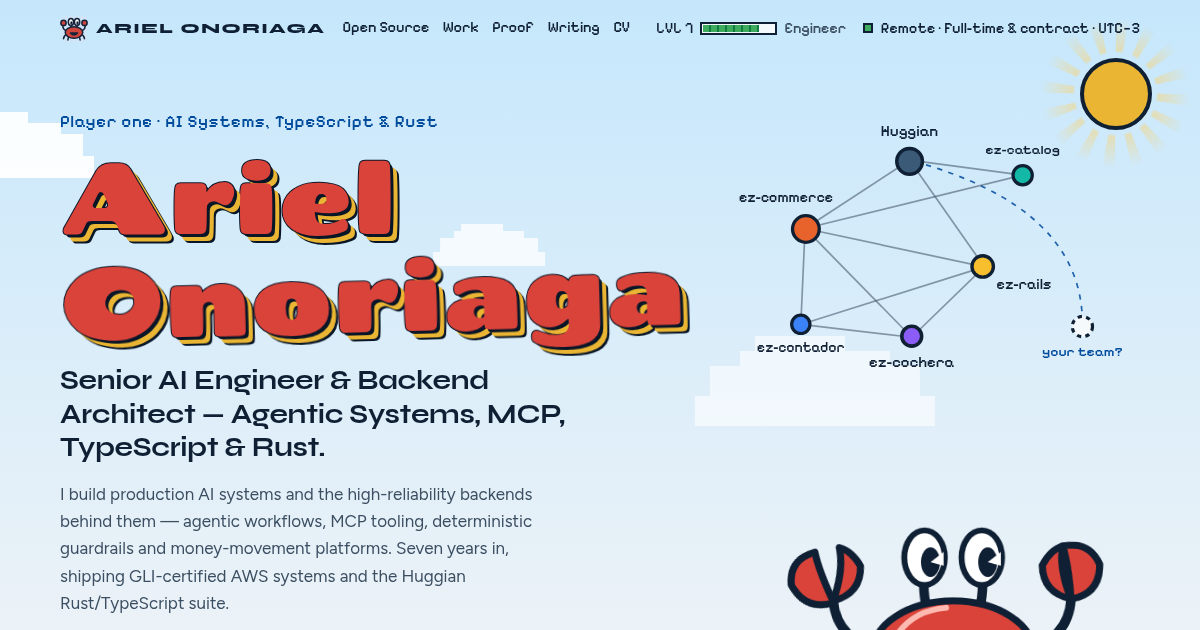 ARIEL ONORIAGA Open Source Work Proof Writing CV LVL 7 Engineer Remote · Full-time & contract · UTC-3
Player one · AI Systems, TypeScript & Rust
Ariel
Onoriaga
Senior AI Engineer & Backend
Architect — Agentic Systems, MCP,
TypeScript & Rust.
I build production AI systems and the high-reliability backends
behind them — agentic workflows, MCP tooling, deterministic
guardrails and money-movement platforms. Seven years in,
shipping GLI-certified AWS systems and the Huggian
Rust/TypeScript suite.
Huggian
ez-catalog
ez-commerce
ez-rails
ez-contador
your team?
ez-cochera